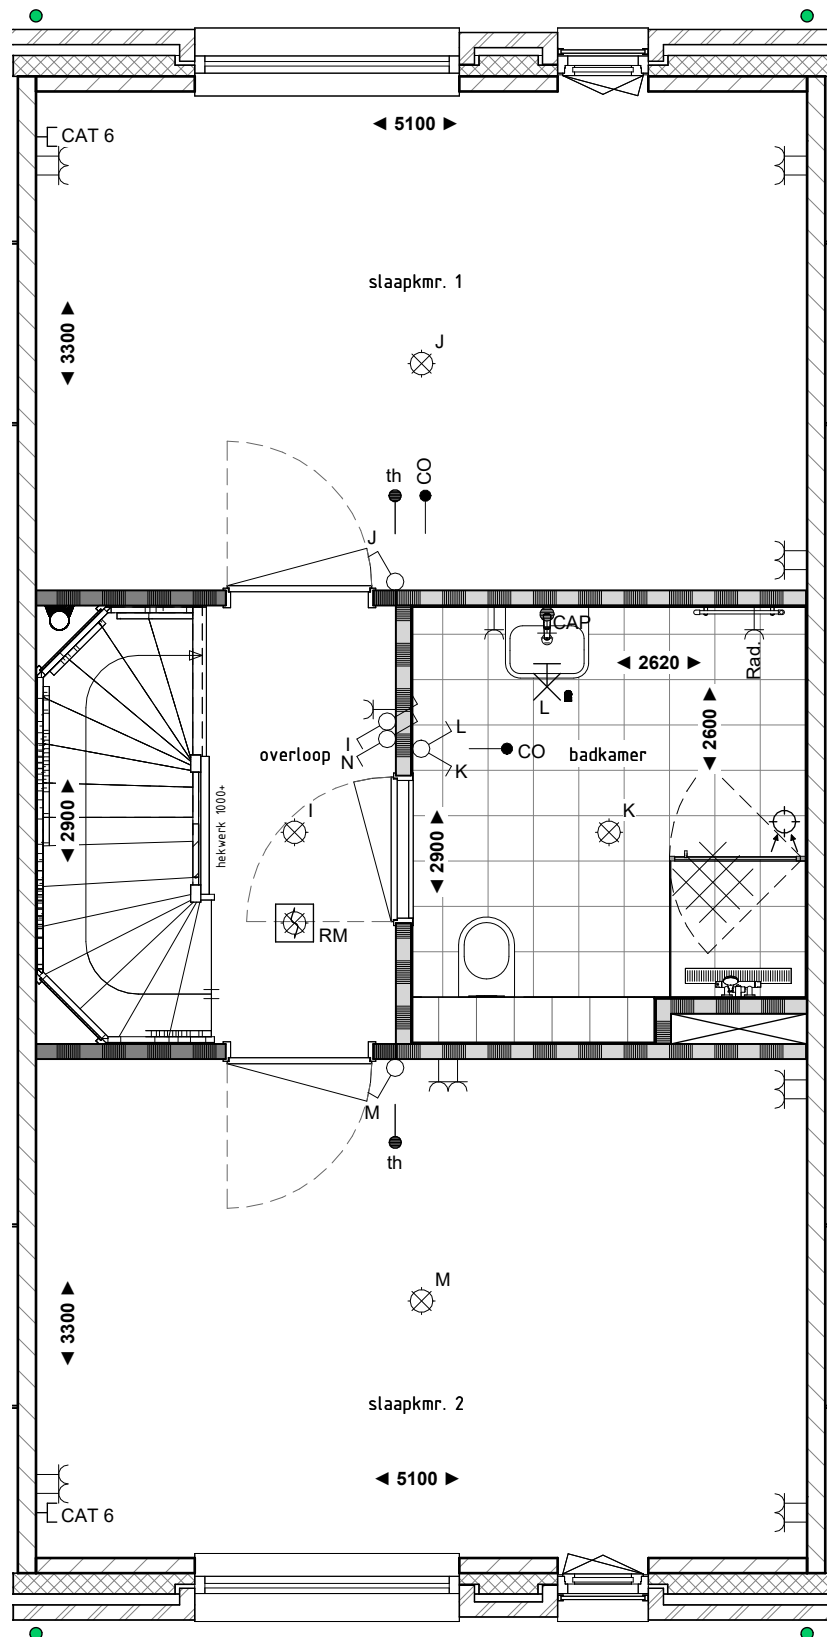 5100
CAT 6
slaapkmr. 1
3300
J
th
CO
J
CAP
2620
Rad.
L
2600
L
I
overloop
CO
badkamer
N
K
hekwerk 1000+
2900
I
K
2900
RM
M
th
M
3300
slaapkmr. 2
5100
CAT 6